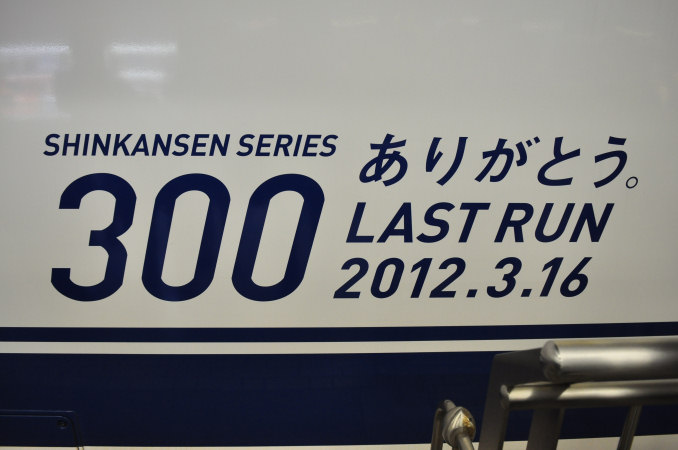 SHINKANSEN SERIES
300
ありがとう。
LAST RUN
2012.3.16